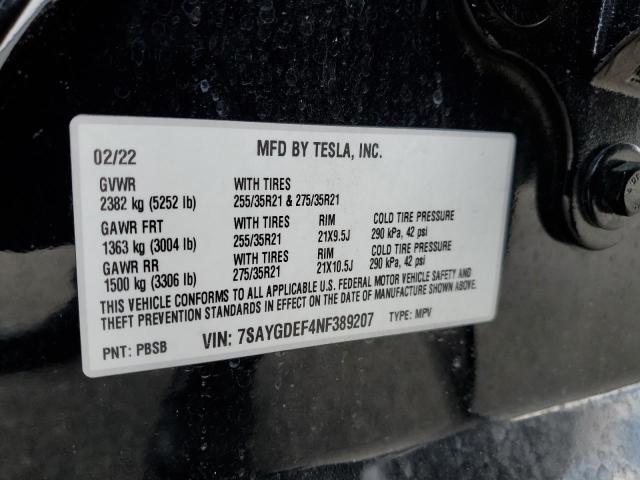 02/22 MFD BY TESLA, INC.
GVWR WITH TIRES
2382 kg (5252 lb) 255/35R21 & 275/35R21
GAWR FRT WITH TIRES RIM COLD TIRE PRESSURE
1363 kg (3004 lb) 255/35R21 21X9.5J 290 kPa, 42 psi
GAWR RR WITH TIRES RIM COLD TIRE PRESSURE
1500 kg (3306 lb) 275/35R21 21X10.5J 290 kPa, 42 psi
THIS VEHICLE CONFORMS TO ALL APPLICABLE U.S. FEDERAL MOTOR VEHICLE SAFETY AND
THEFT PREVENTION STANDARDS IN EFFECT ON THE DATE OF MANUFACTURE SHOWN ABOVE.
PNT: PBSB VIN: 7SAYGDEF4NF389207 TYPE: MPV